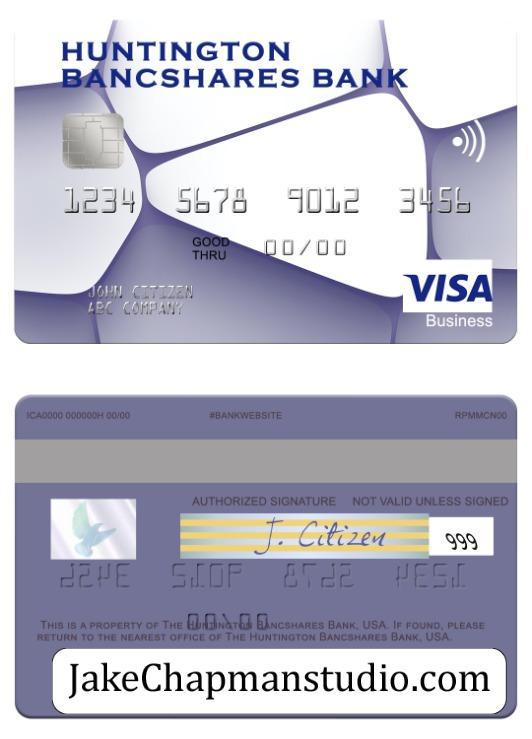 HUNTINGTON
BANCSHARES BANK
1234 5678 9012 3456
GOOD
THRU 00/00
JOHN CITIZEN
ABC COMPANY
VISA
Business
ICA0000 000000H 00/00 #BANKWEBSITE RPMMCN00
AUTHORIZED SIGNATURE NOT VALID UNLESS SIGNED
J. Citizen 999
THIS IS A PROPERTY OF THE HUNTINGTON BANCSHARES BANK, USA. IF FOUND, PLEASE
RETURN TO THE NEAREST OFFICE OF THE HUNTINGTON BANCSHARES BANK, USA.
JakeChapmanstudio.com